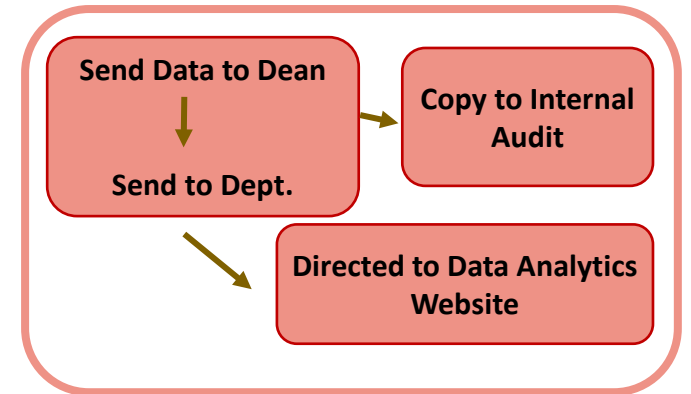 Send Data to Dean
Send to Dept.
Copy to Internal
Audit
Directed to Data Analytics
Website